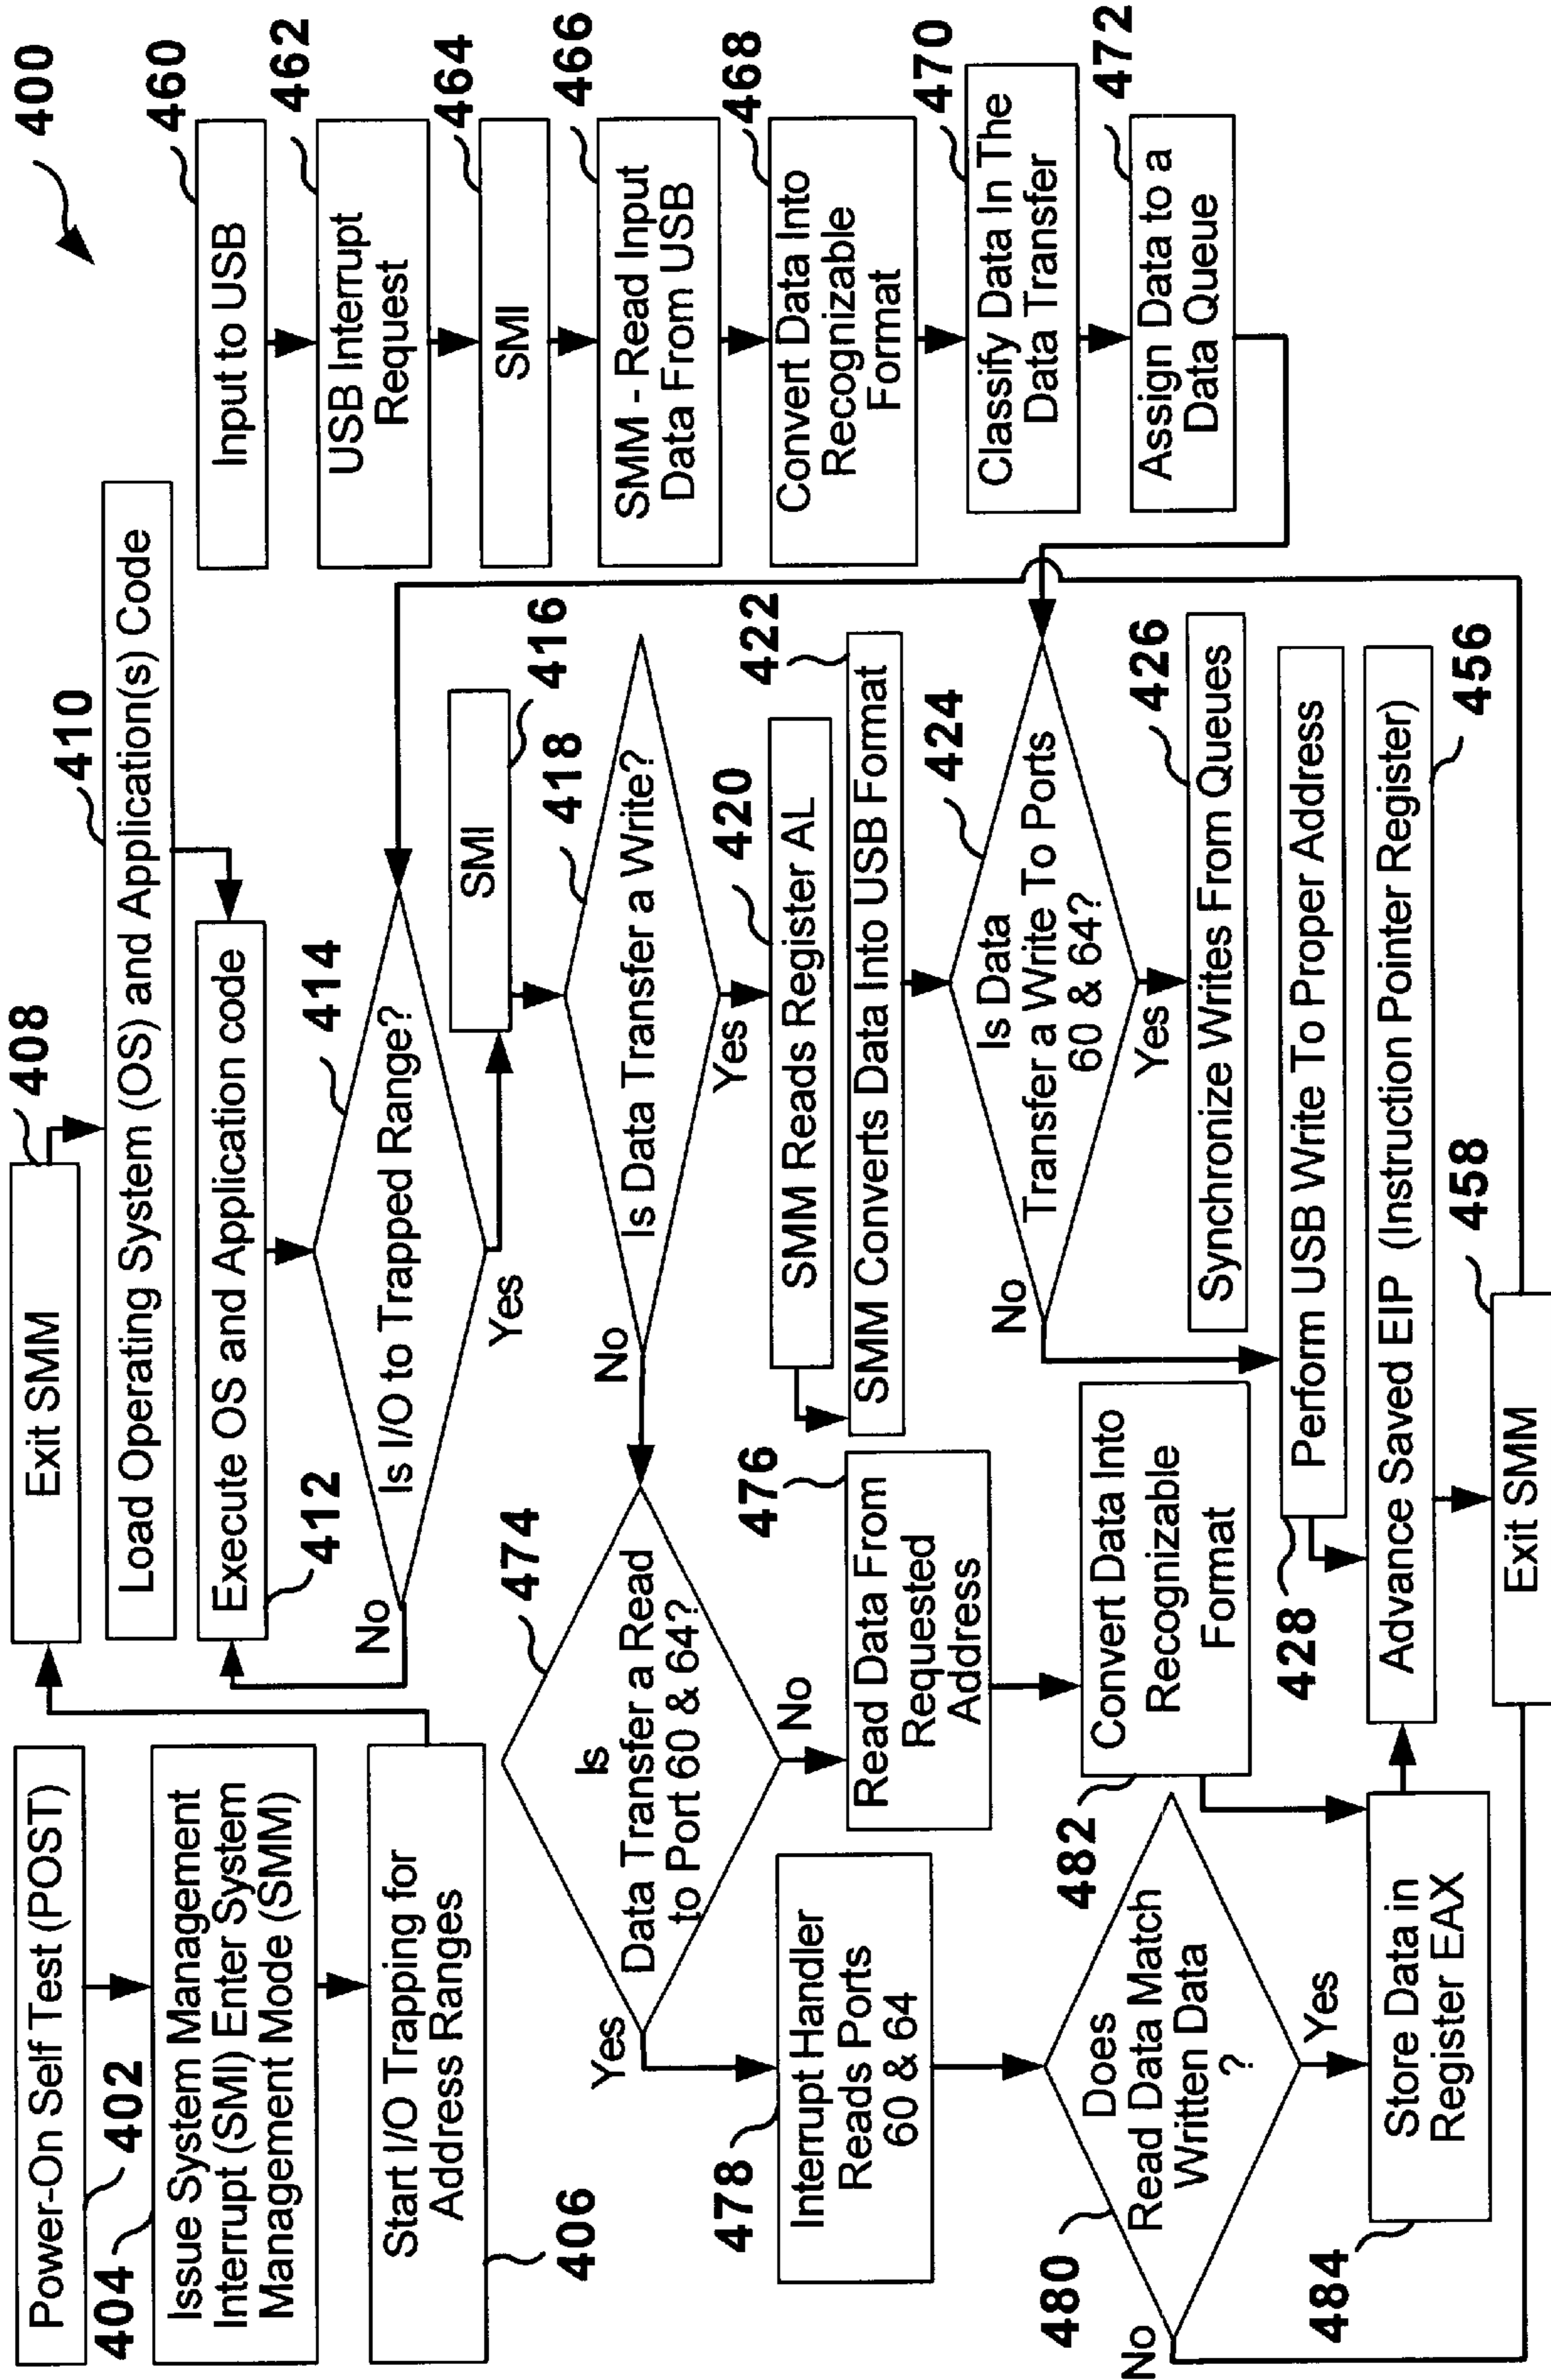 400
Power-On Self Test (POST)
402
404
Issue System Management
Interrupt (SMI) Enter System
Management Mode (SMM)
Start I/O Trapping for
Address Ranges
406
Exit SMM
408
410
Load Operating System (OS) and Application(s) Code
Execute OS and Application code
412
414
Is I/O to Trapped Range?
No
Yes
SMI
416
418
Is Data Transfer a Write?
No
Yes
420
SMM Reads Register AL
422
SMM Converts Data Into USB Format
424
Is Data
Transfer a Write To Ports
60 & 64?
No
Yes
426
Synchronize Writes From Queues
Perform USB Write To Proper Address
428
Advance Saved EIP (Instruction Pointer Register)
456
458
Exit SMM
460
Input to USB
462
USB Interrupt
Request
464
SMI
466
SMM - Read Input
Data From USB
468
Convert Data Into
Recognizable
Format
470
Classify Data In The
Data Transfer
472
Assign Data to a
Data Queue
474
Is
Data Transfer a Read
to Port 60 & 64?
Yes
No
476
Read Data From
Requested
Address
478
Interrupt Handler
Reads Ports
60 & 64
480
Does
Read Data Match
Written Data
?
No
Yes
482
Convert Data Into
Recognizable
Format
484
Store Data in
Register EAX